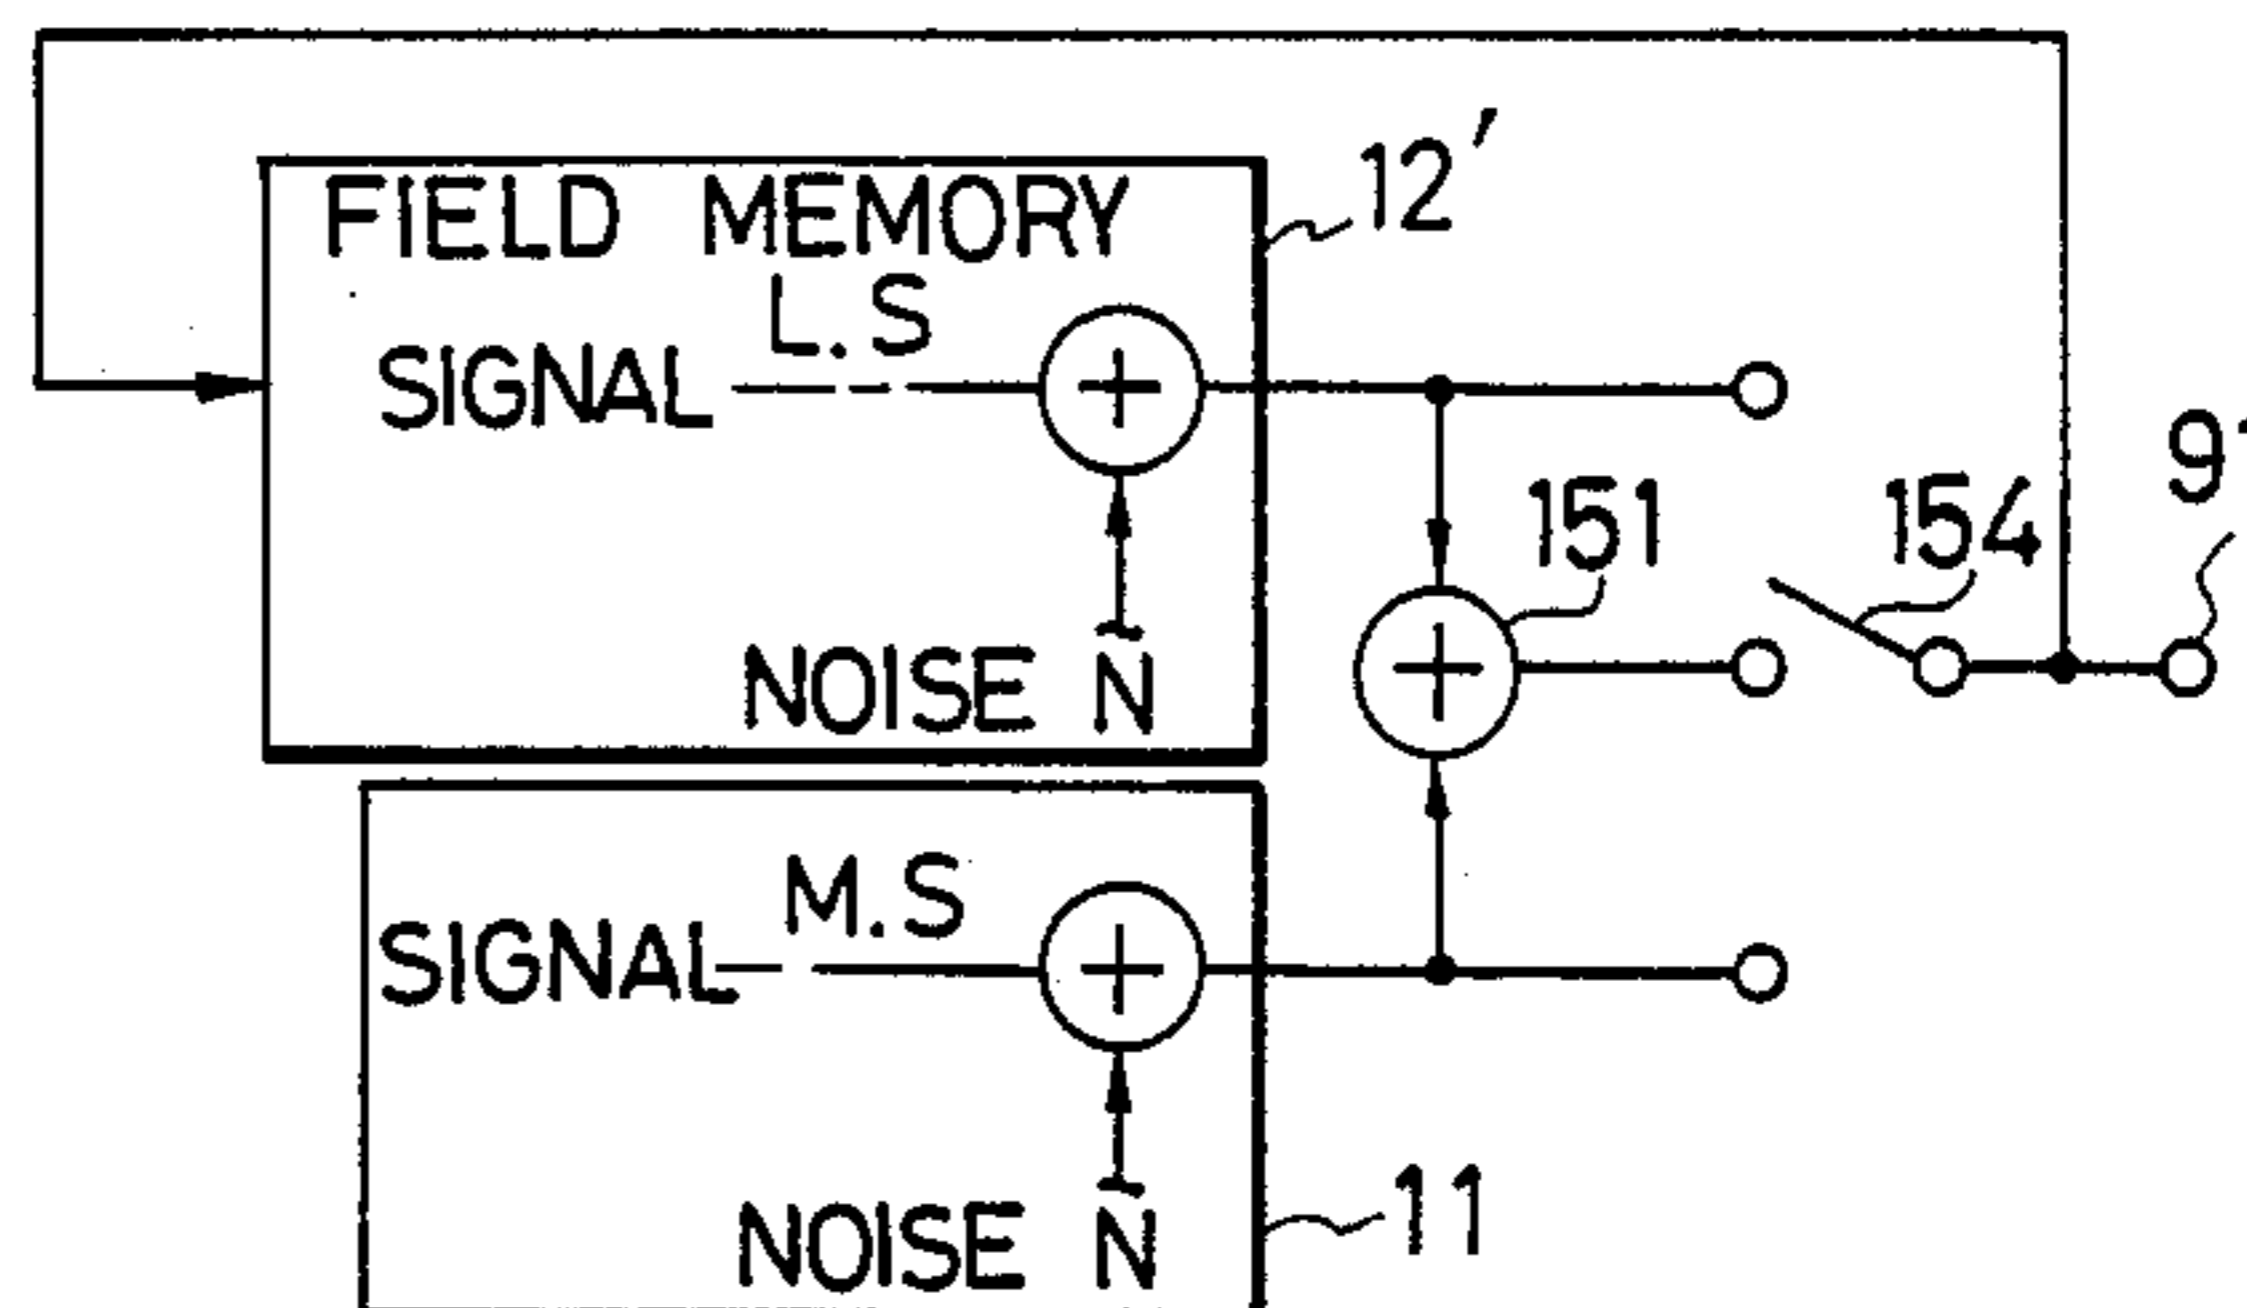 12'
FIELD MEMORY
L.S
SIGNAL
151
154
NOISE N
M.S
SIGNAL
NOISE N
11